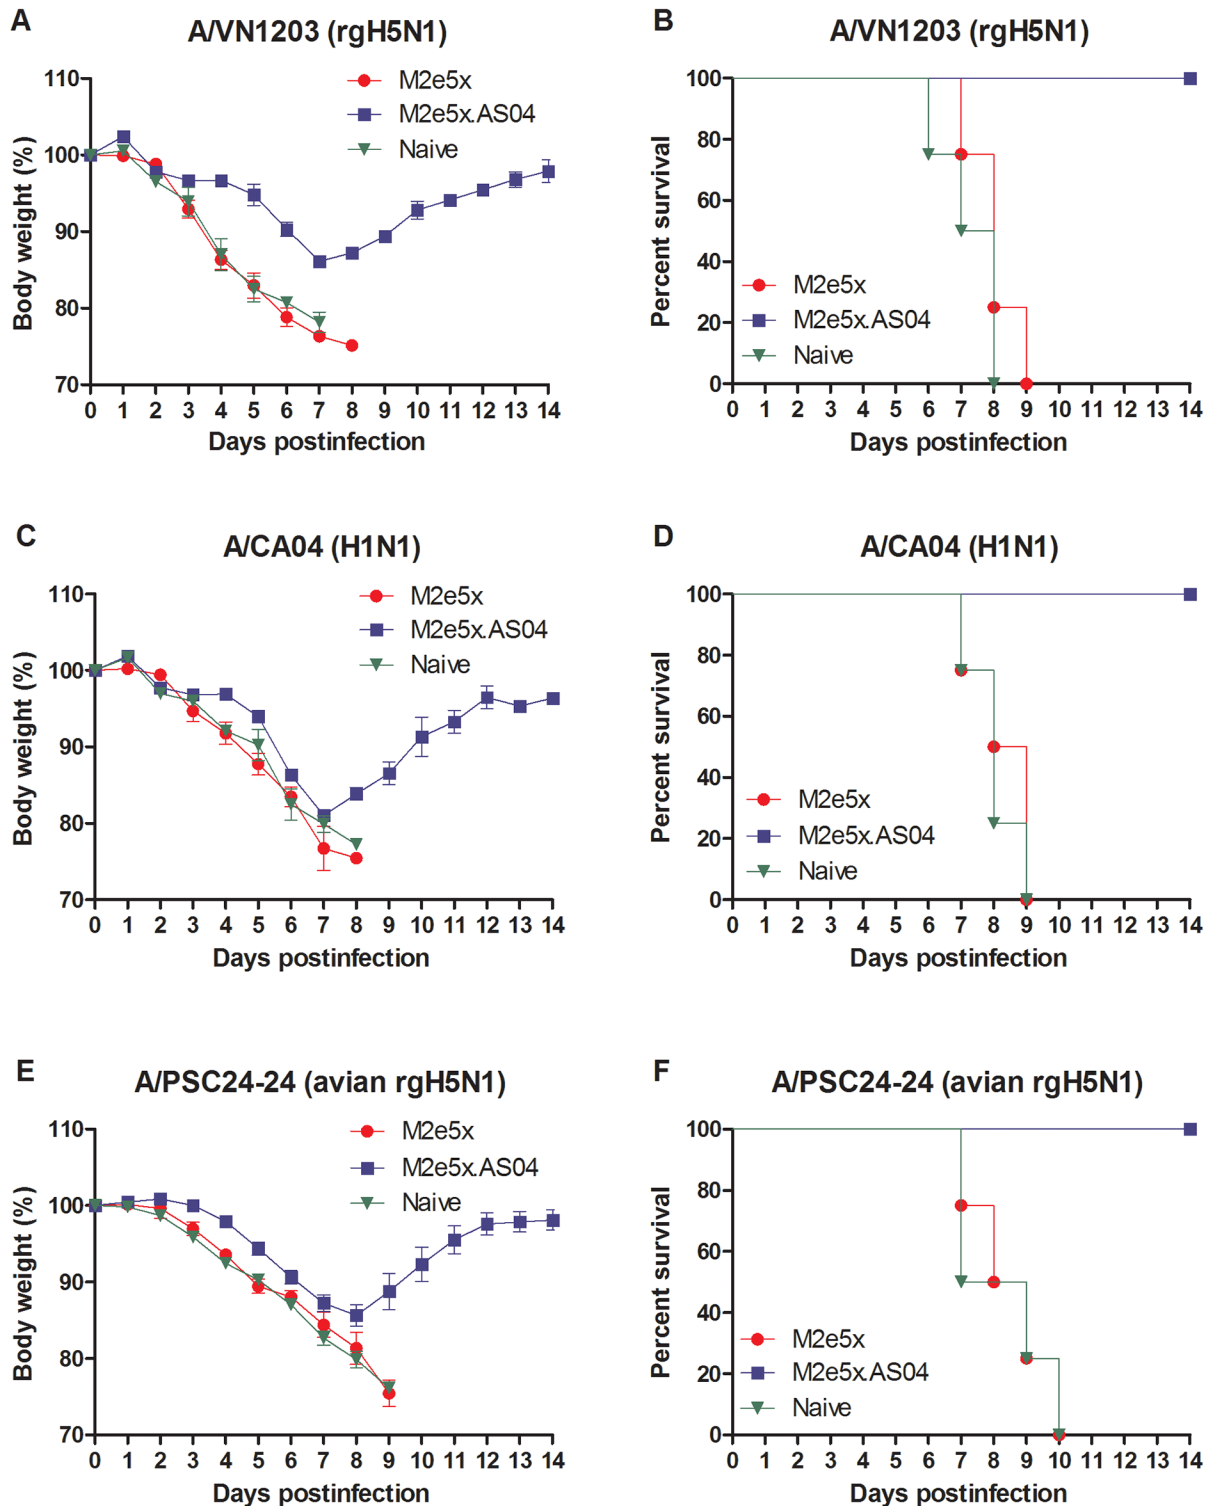 A
A/VN1203 (rgH5N1)
110
100
90
80
70
Body weight (%)
M2e5x
M2e5x.AS04
Naive
0 1 2 3 4 5 6 7 8 9 10 11 12 13 14
Days postinfection
B
A/VN1203 (rgH5N1)
100
80
60
40
20
0
Percent survival
M2e5x
M2e5x.AS04
Naive
0 1 2 3 4 5 6 7 8 9 10 11 12 13 14
Days postinfection
C
A/CA04 (H1N1)
110
100
90
80
70
Body weight (%)
M2e5x
M2e5x.AS04
Naive
0 1 2 3 4 5 6 7 8 9 10 11 12 13 14
Days postinfection
D
A/CA04 (H1N1)
100
80
60
40
20
0
Percent survival
M2e5x
M2e5x.AS04
Naive
0 1 2 3 4 5 6 7 8 9 10 11 12 13 14
Days postinfection
E
A/PSC24-24 (avian rgH5N1)
110
100
90
80
70
Body weight (%)
M2e5x
M2e5x.AS04
Naive
0 1 2 3 4 5 6 7 8 9 10 11 12 13 14
Days postinfection
F
A/PSC24-24 (avian rgH5N1)
100
80
60
40
20
0
Percent survival
M2e5x
M2e5x.AS04
Naive
0 1 2 3 4 5 6 7 8 9 10 11 12 13 14
Days postinfection